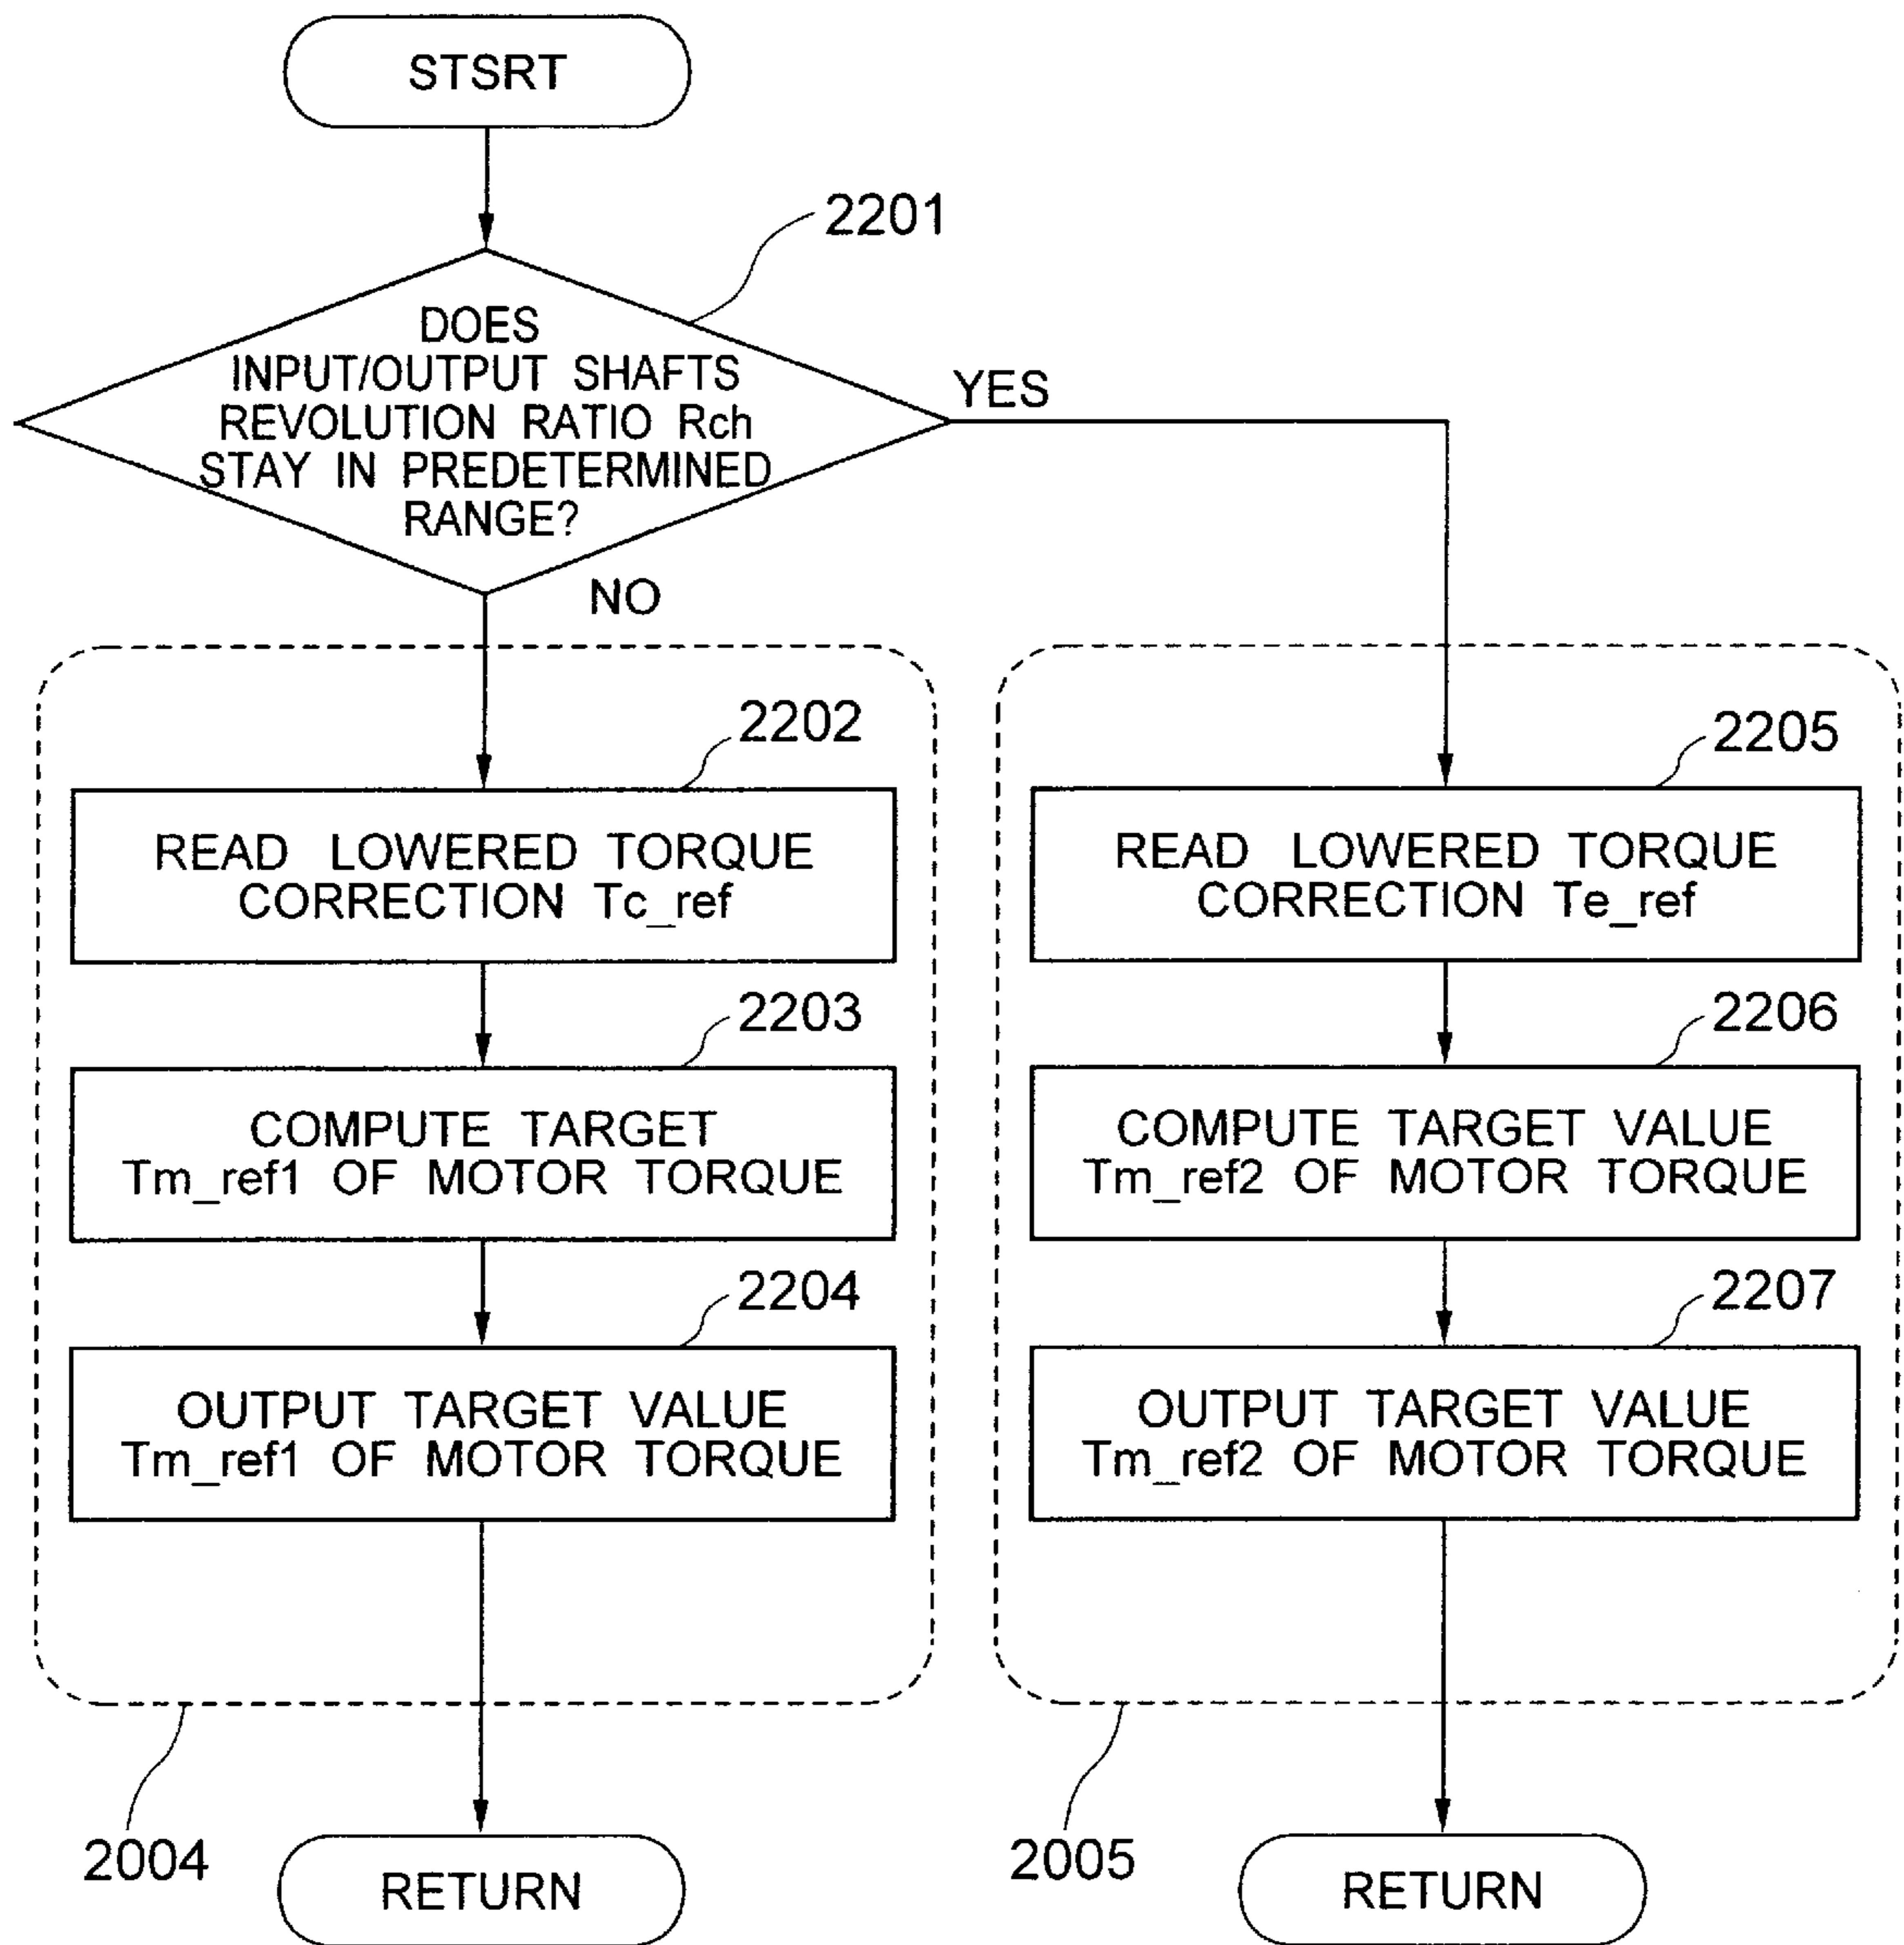 STSRT
2201
DOES
INPUT/OUTPUT SHAFTS
REVOLUTION RATIO Rch
STAY IN PREDETERMINED
RANGE?
YES
NO
2202
READ LOWERED TORQUE
CORRECTION Tc_ref
2203
COMPUTE TARGET
Tm_ref1 OF MOTOR TORQUE
2204
OUTPUT TARGET VALUE
Tm_ref1 OF MOTOR TORQUE
2004
RETURN
2205
READ LOWERED TORQUE
CORRECTION Te_ref
2206
COMPUTE TARGET VALUE
Tm_ref2 OF MOTOR TORQUE
2207
OUTPUT TARGET VALUE
Tm_ref2 OF MOTOR TORQUE
2005
RETURN